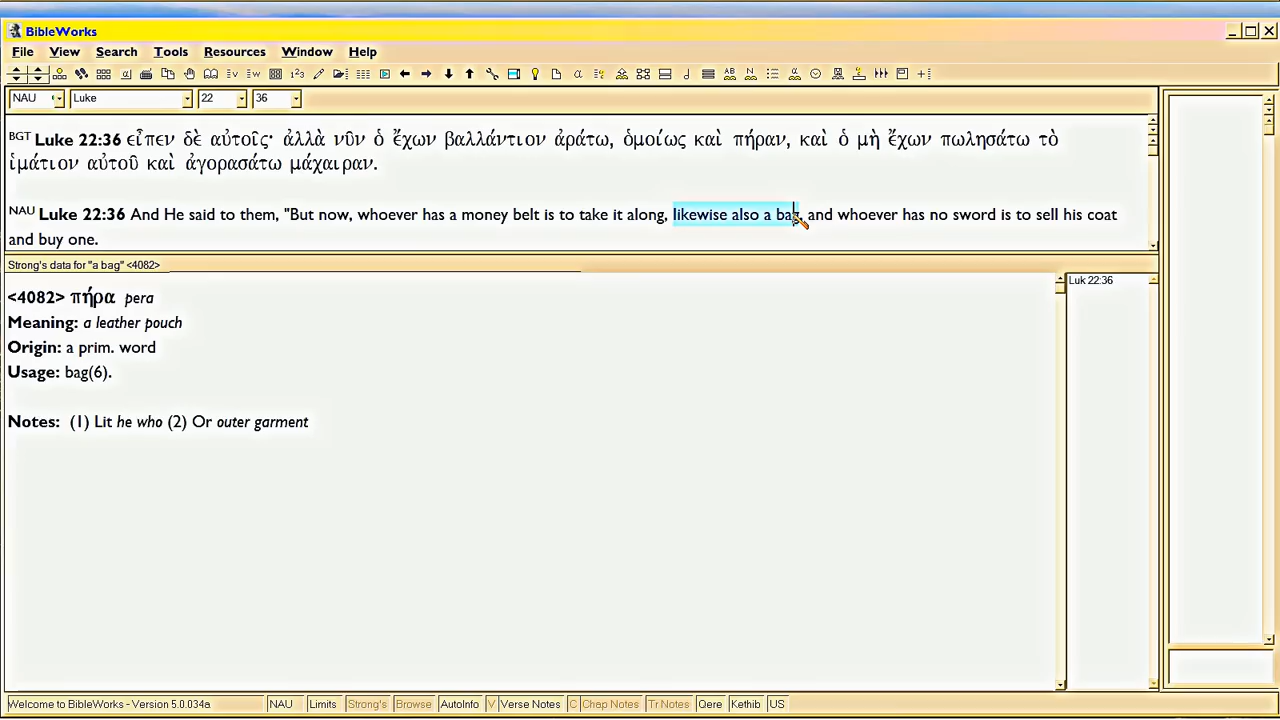 BibleWorks
File View Search Tools Resources Window Help
NAU Luke 22 36
BGT Luke 22:36 εἶπεν δὲ αὐτοῖς· ἀλλὰ νῦν ὁ ἔχων βαλλάντιον ἀράτω, ὁμοίως καὶ πήραν, καὶ ὁ μὴ ἔχων πωλησάτω τὸ
ἱμάτιον αὐτοῦ καὶ ἀγορασάτω μάχαιραν.
NAU Luke 22:36 And He said to them, "But now, whoever has a money belt is to take it along, likewise also a bag, and whoever has no sword is to sell his coat
and buy one.
Strong's data for "a bag" <4082>
<4082> πήρα pera
Luk 22:36
Meaning: a leather pouch
Origin: a prim. word
Usage: bag(6).
Notes: (1) Lit he who (2) Or outer garment
Welcome to BibleWorks - Version 5.0.034a NAU Limits Strong's Browse AutoInfo V Verse Notes C Chap Notes Tr Notes Qere Kethib US